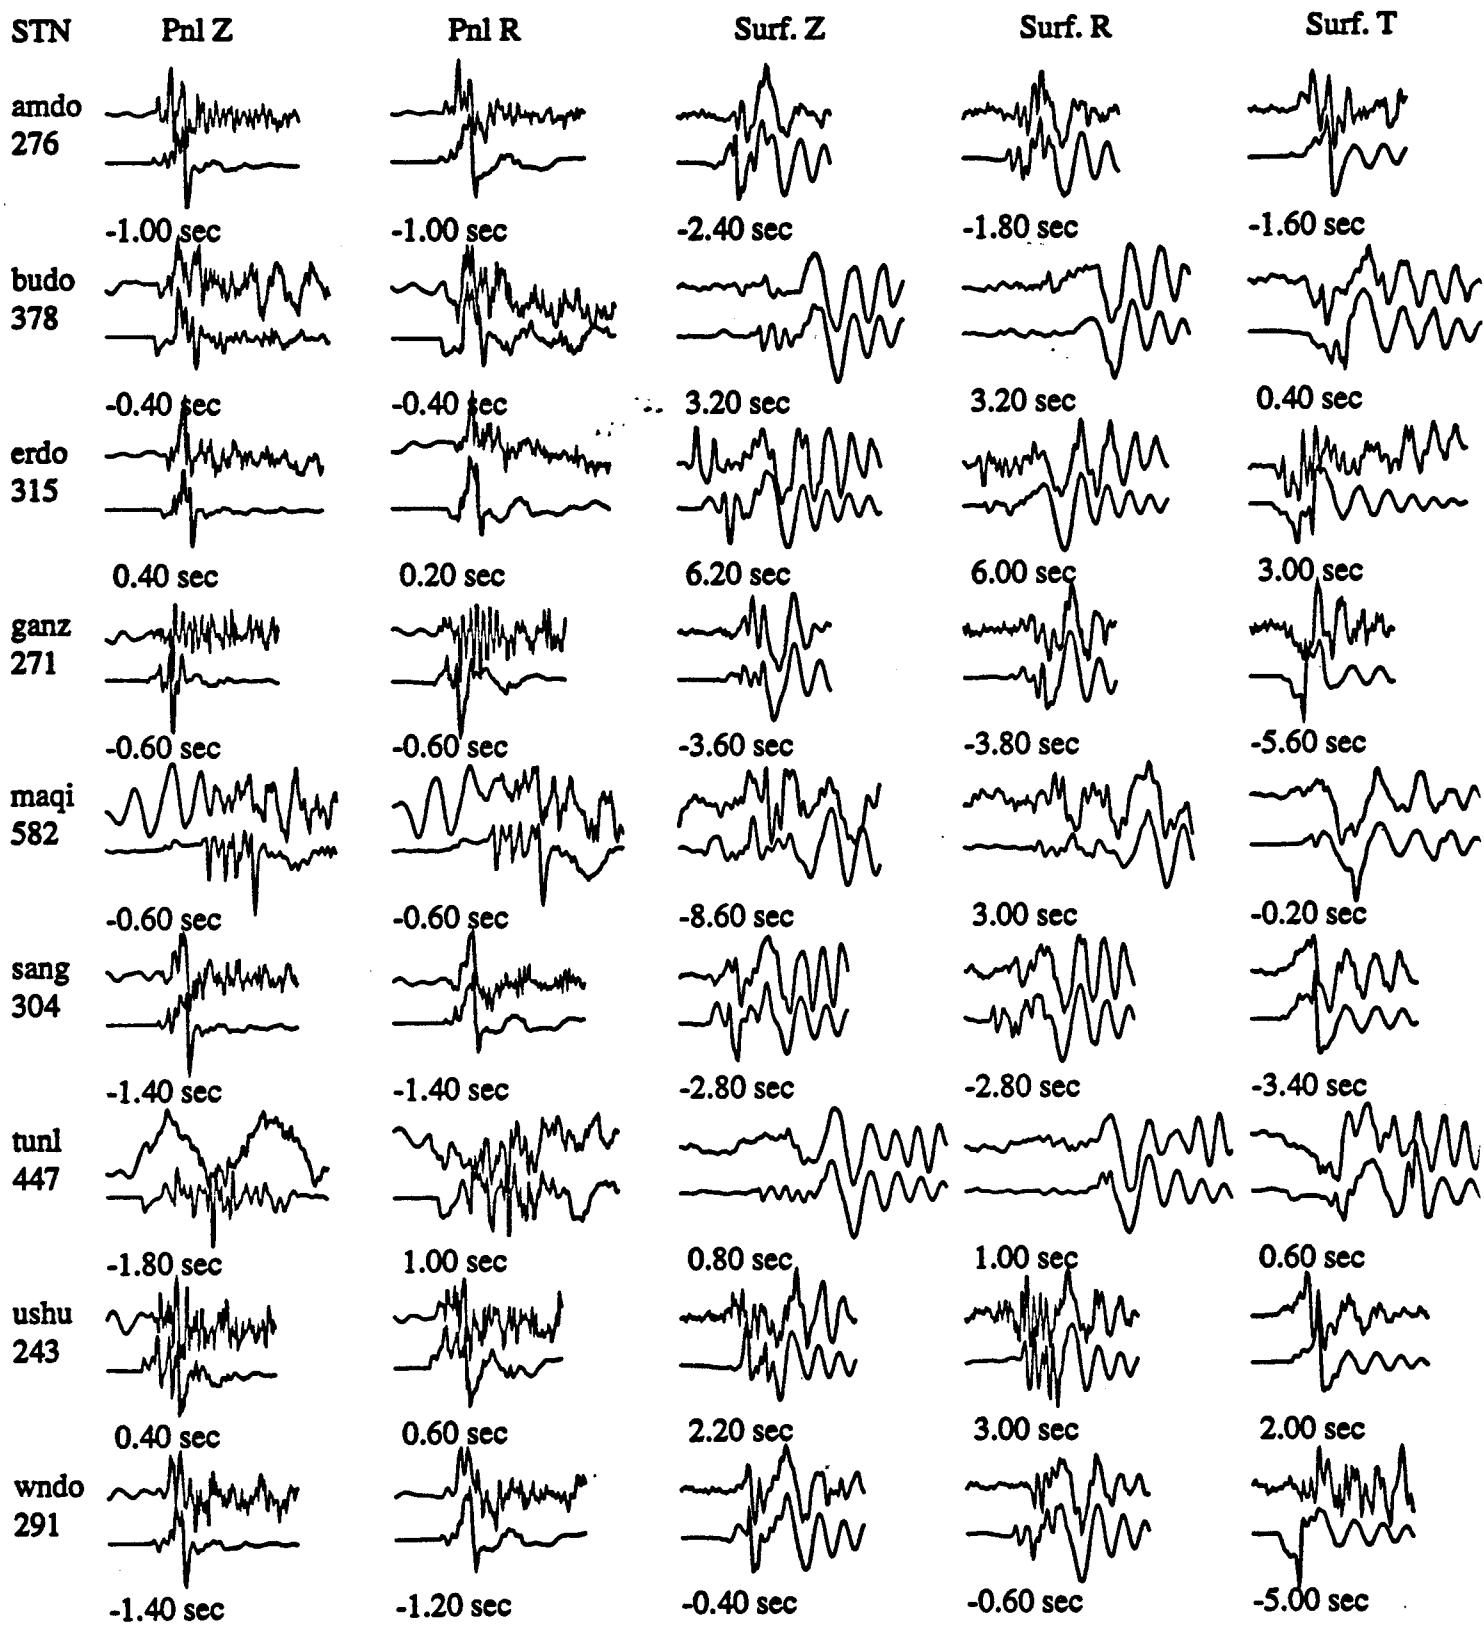 STN Pnl Z Pnl R Surf. Z Surf. R Surf. T
amdo
276
-1.00 sec -1.00 sec -2.40 sec -1.80 sec -1.60 sec
budo
378
-0.40 sec -0.40 sec 3.20 sec 3.20 sec 0.40 sec
erdo
315
0.40 sec 0.20 sec 6.20 sec 6.00 sec 3.00 sec
ganz
271
-0.60 sec -0.60 sec -3.60 sec -3.80 sec -5.60 sec
maqi
582
-0.60 sec -0.60 sec -8.60 sec 3.00 sec -0.20 sec
sang
304
-1.40 sec -1.40 sec -2.80 sec -2.80 sec -3.40 sec
tunl
447
-1.80 sec 1.00 sec 0.80 sec 1.00 sec 0.60 sec
ushu
243
0.40 sec 0.60 sec 2.20 sec 3.00 sec 2.00 sec
wndo
291
-1.40 sec -1.20 sec -0.40 sec -0.60 sec -5.00 sec